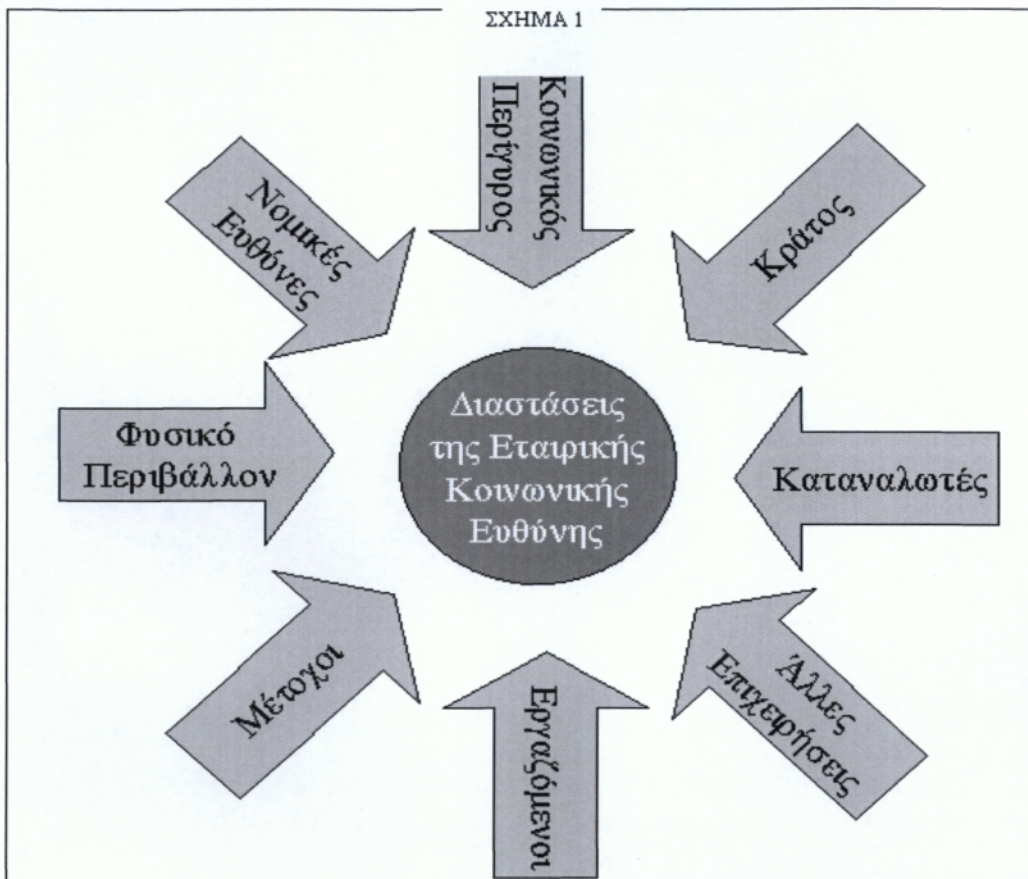 ΣΧΗΜΑ 1
Κοινωνικός
Περίγυρος
Κράτος
Καταναλωτές
Άλλες
Επιχειρήσεις
Εργαζόμενοι
Μέτοχοι
Φυσικό
Περιβάλλον
Νομικές
Ευθύνες
Διαστάσεις
της Εταιρικής
Κοινωνικής
Ευθύνης